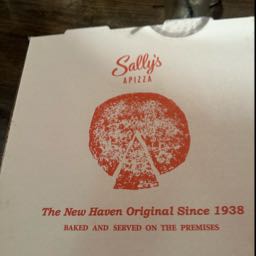 Sally's
APIZZA
The New Haven Original Since 1938
BAKED AND SERVED ON THE PREMISES